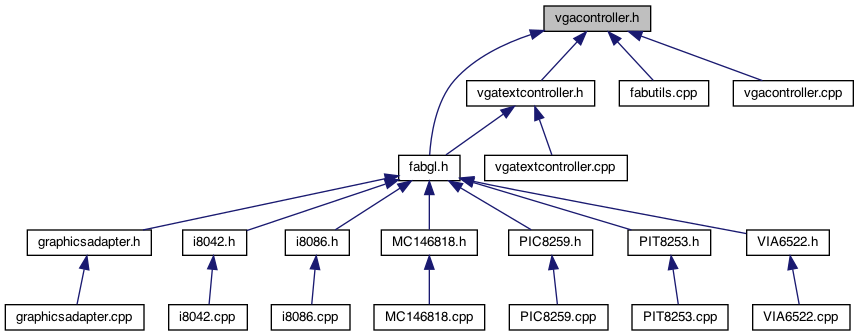 vgacontroller.h
vgatextcontroller.h
fabutils.cpp
vgacontroller.cpp
fabgl.h
vgatextcontroller.cpp
graphicsadapter.h
i8042.h
i8086.h
MC146818.h
PIC8259.h
PIT8253.h
VIA6522.h
graphicsadapter.cpp
i8042.cpp
i8086.cpp
MC146818.cpp
PIC8259.cpp
PIT8253.cpp
VIA6522.cpp